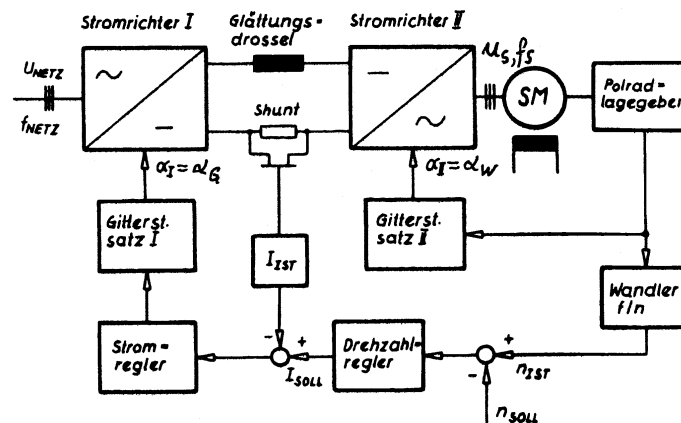 Stromrichter I
Glättungs-
drossel
Stromrichter II
U_NETZ
f_NETZ
~
–
Shunt
–
~
u_S, f_S
SM
Polrad=
lagegeber
α_I = α_G
α_II = α_W
Gitterst.
satz I
I_IST
Gitterst.
satz II
Wandler
f/n
Strom=
regler
-
+
I_SOLL
Drehzahl=
regler
+
-
n_IST
n_SOLL